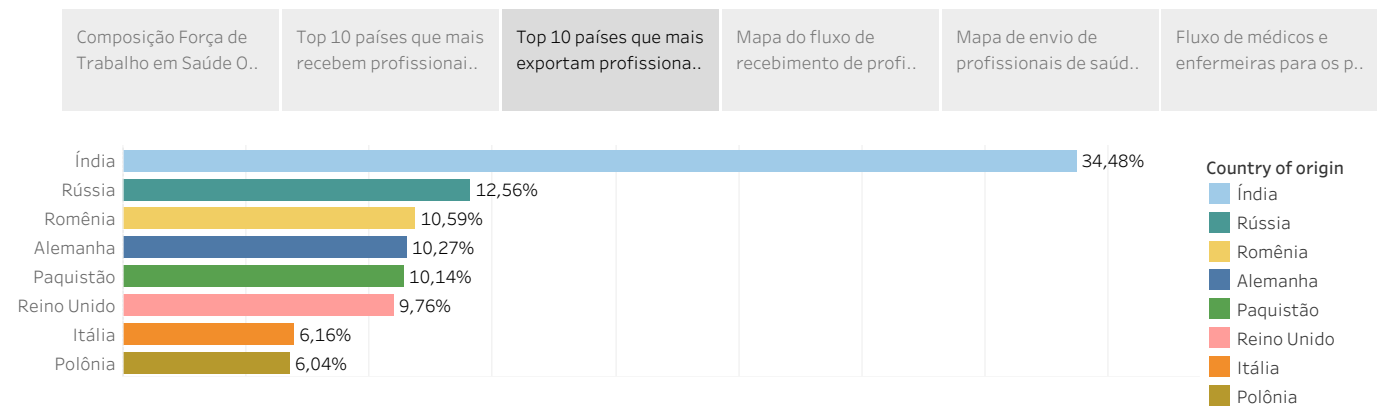 Composição Força de
Trabalho em Saúde O..
Top 10 países que mais
recebem profissionai..
Top 10 países que mais
exportam profissiona..
Mapa do fluxo de
recebimento de profi..
Mapa de envio de
profissionais de saúd..
Fluxo de médicos e
enfermeiras para os p..
Índia 34,48%
Rússia 12,56%
Romênia 10,59%
Alemanha 10,27%
Paquistão 10,14%
Reino Unido 9,76%
Itália 6,16%
Polônia 6,04%
Country of origin
Índia
Rússia
Romênia
Alemanha
Paquistão
Reino Unido
Itália
Polônia